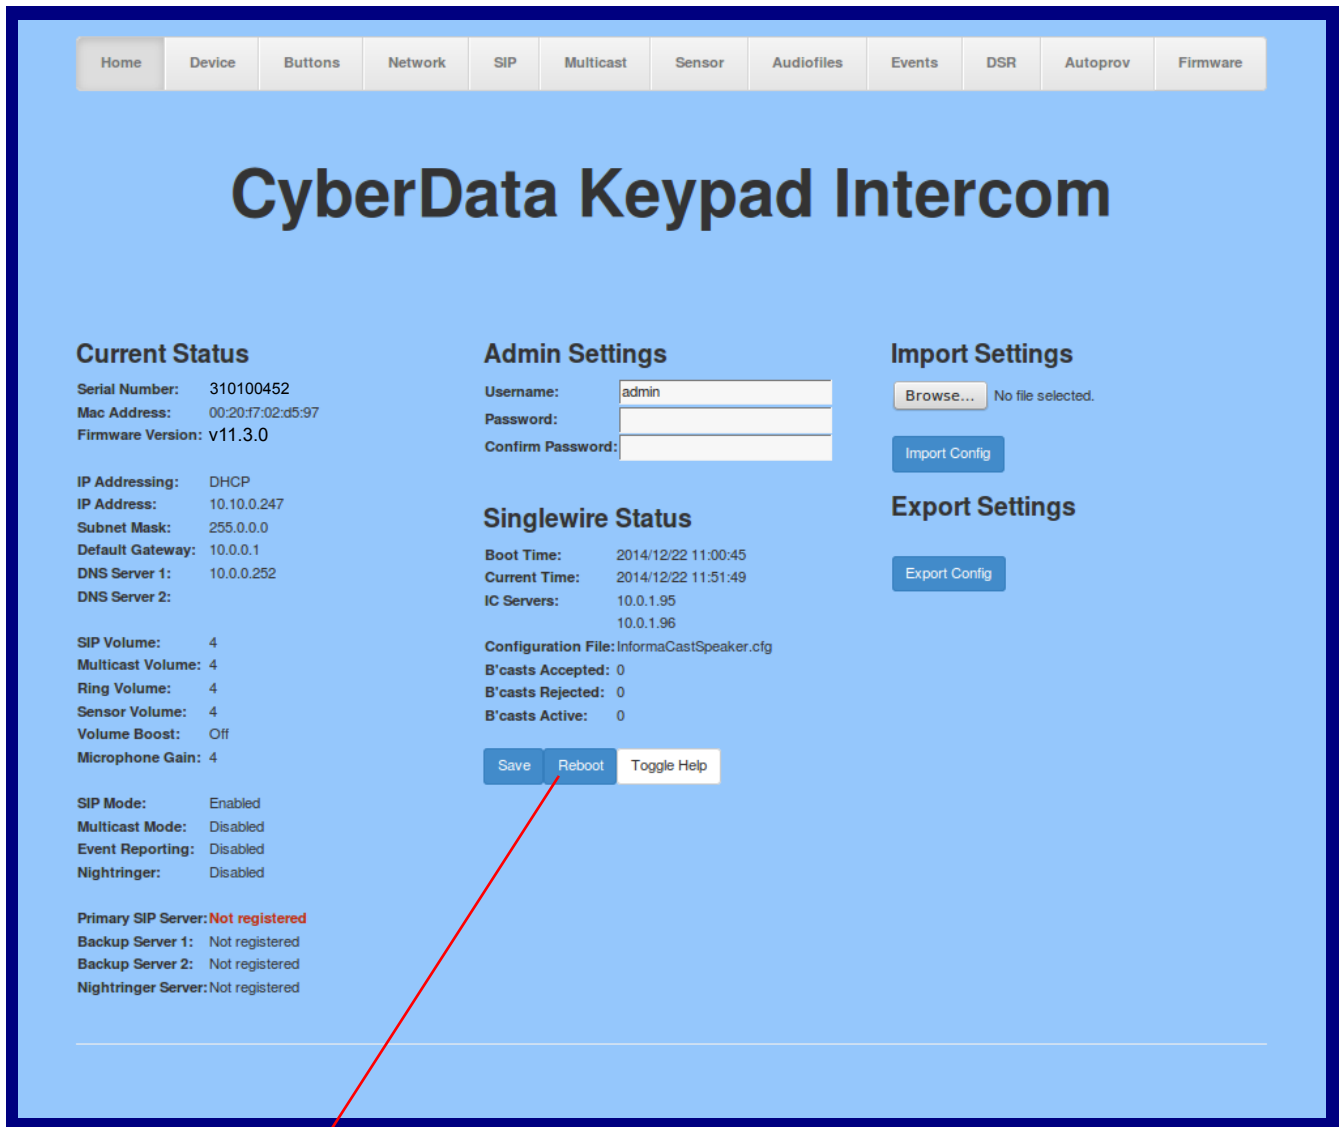 Home Device Buttons Network SIP Multicast Sensor Audiofiles Events DSR Autoprov Firmware
CyberData Keypad Intercom
Current Status
Serial Number: 310100452
Mac Address: 00:20:f7:02:d5:97
Firmware Version: v11.3.0
IP Addressing: DHCP
IP Address: 10.10.0.247
Subnet Mask: 255.0.0.0
Default Gateway: 10.0.0.1
DNS Server 1: 10.0.0.252
DNS Server 2:
SIP Volume: 4
Multicast Volume: 4
Ring Volume: 4
Sensor Volume: 4
Volume Boost: Off
Microphone Gain: 4
SIP Mode: Enabled
Multicast Mode: Disabled
Event Reporting: Disabled
Nightringer: Disabled
Primary SIP Server: Not registered
Backup Server 1: Not registered
Backup Server 2: Not registered
Nightringer Server: Not registered
Admin Settings
Username: admin
Password:
Confirm Password:
Singlewire Status
Boot Time: 2014/12/22 11:00:45
Current Time: 2014/12/22 11:51:49
IC Servers: 10.0.1.95
10.0.1.96
Configuration File: InformaCastSpeaker.cfg
B'casts Accepted: 0
B'casts Rejected: 0
B'casts Active: 0
Save Reboot Toggle Help
Import Settings
Browse... No file selected.
Import Config
Export Settings
Export Config